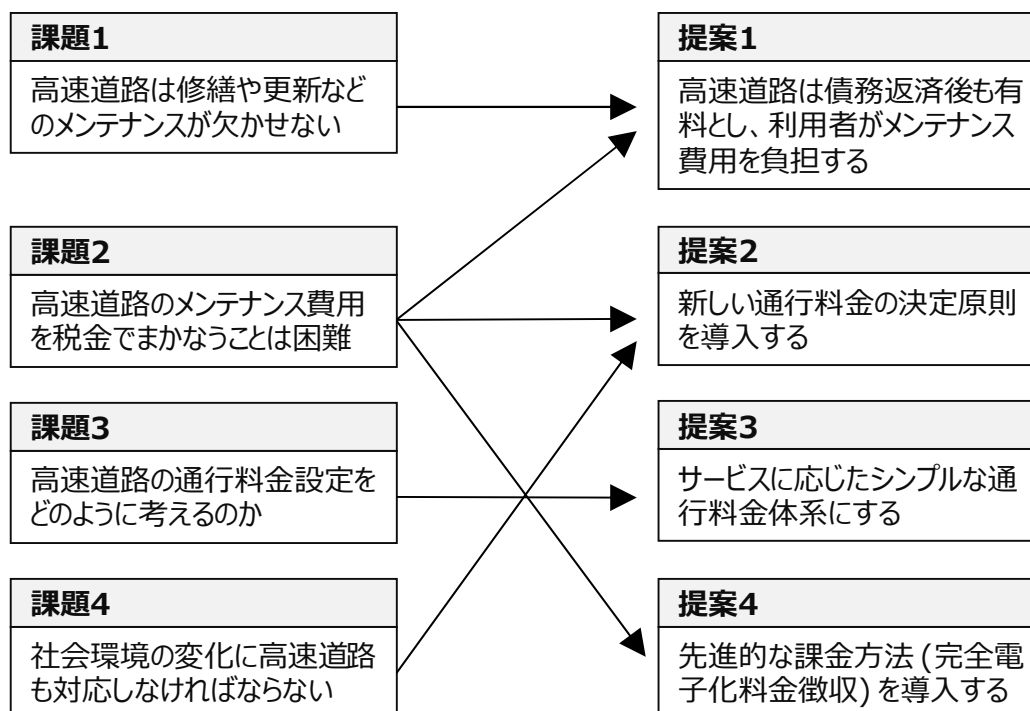 課題1
高速道路は修繕や更新など
のメンテナンスが欠かせない
課題2
高速道路のメンテナンス費用
を税金でまかなうことは困難
課題3
高速道路の通行料金設定を
どのように考えるのか
課題4
社会環境の変化に高速道路
も対応しなければならない
提案1
高速道路は債務返済後も有
料とし、利用者がメンテナンス
費用を負担する
提案2
新しい通行料金の決定原則
を導入する
提案3
サービスに応じたシンプルな通
行料金体系にする
提案4
先進的な課金方法 (完全電
子化料金徴収) を導入する